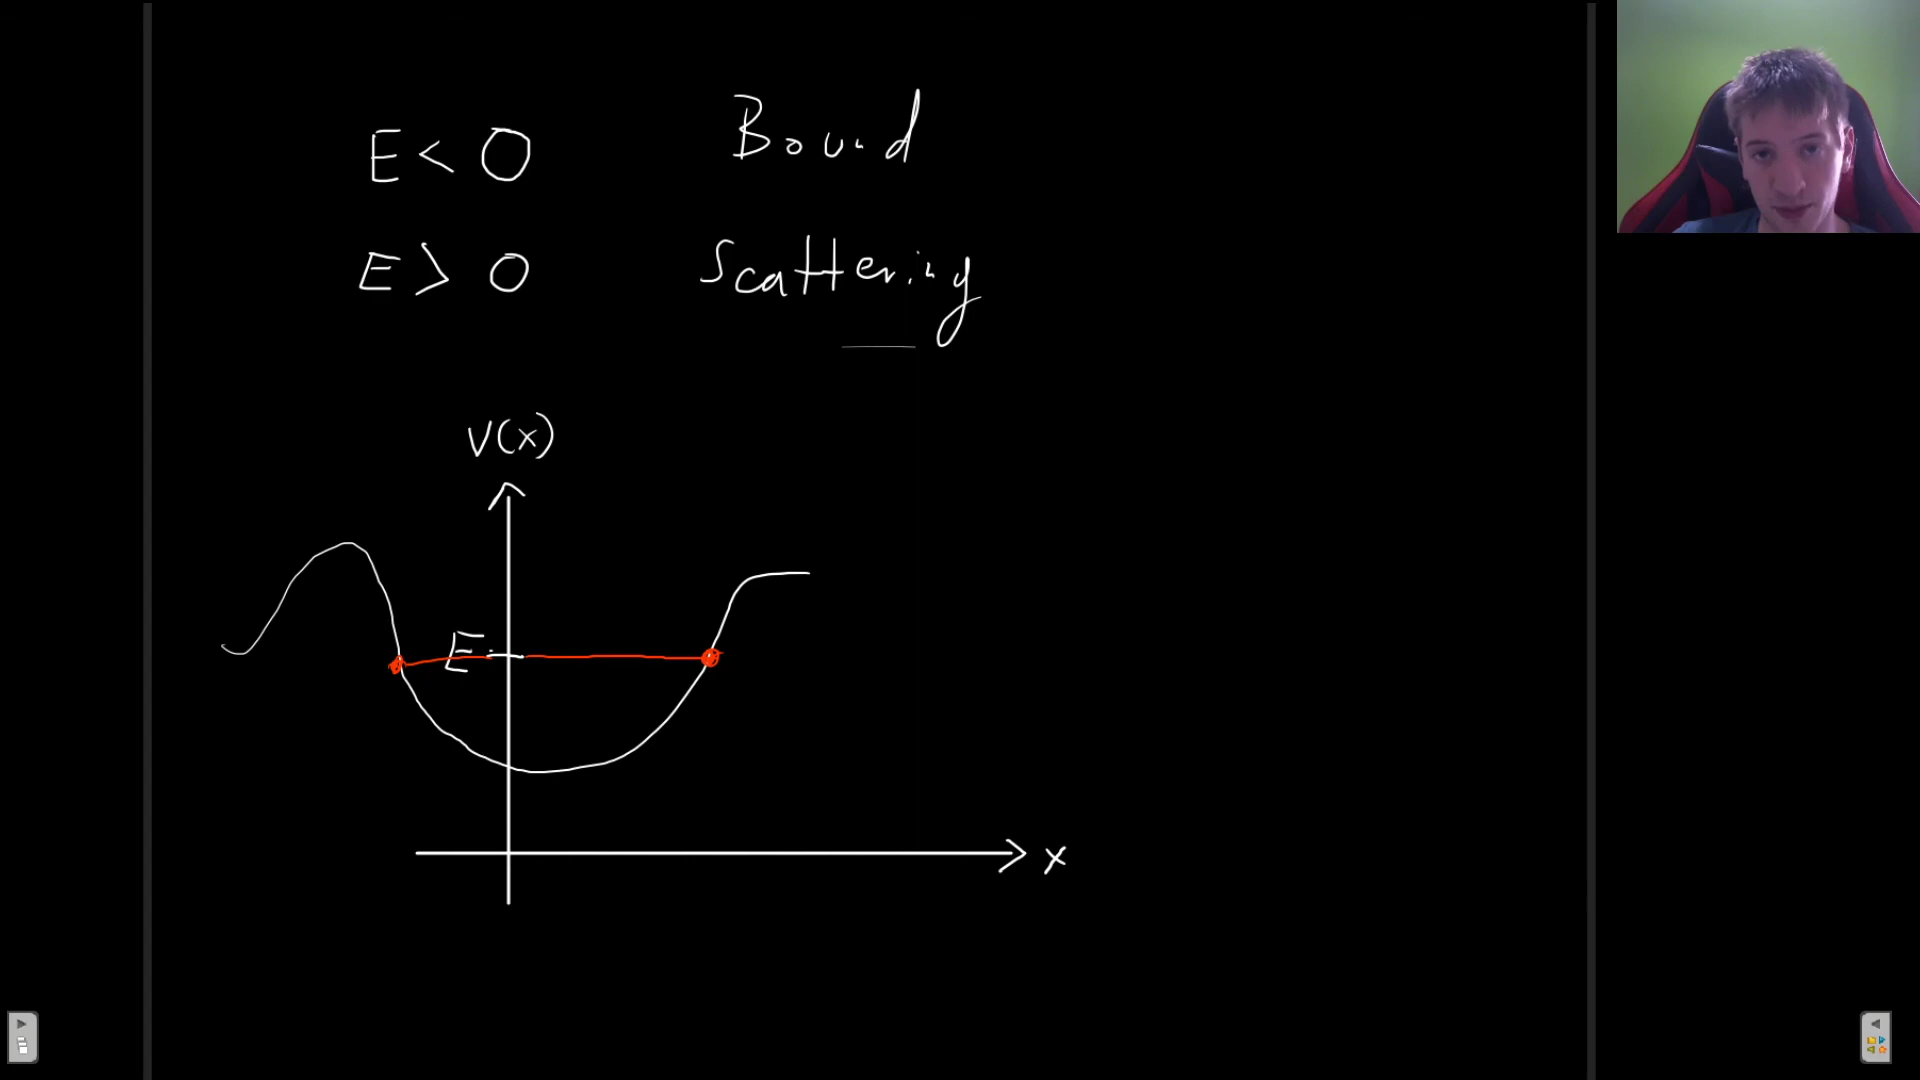 E < 0 Bound
E > 0 Scattering
V(x)
E
x